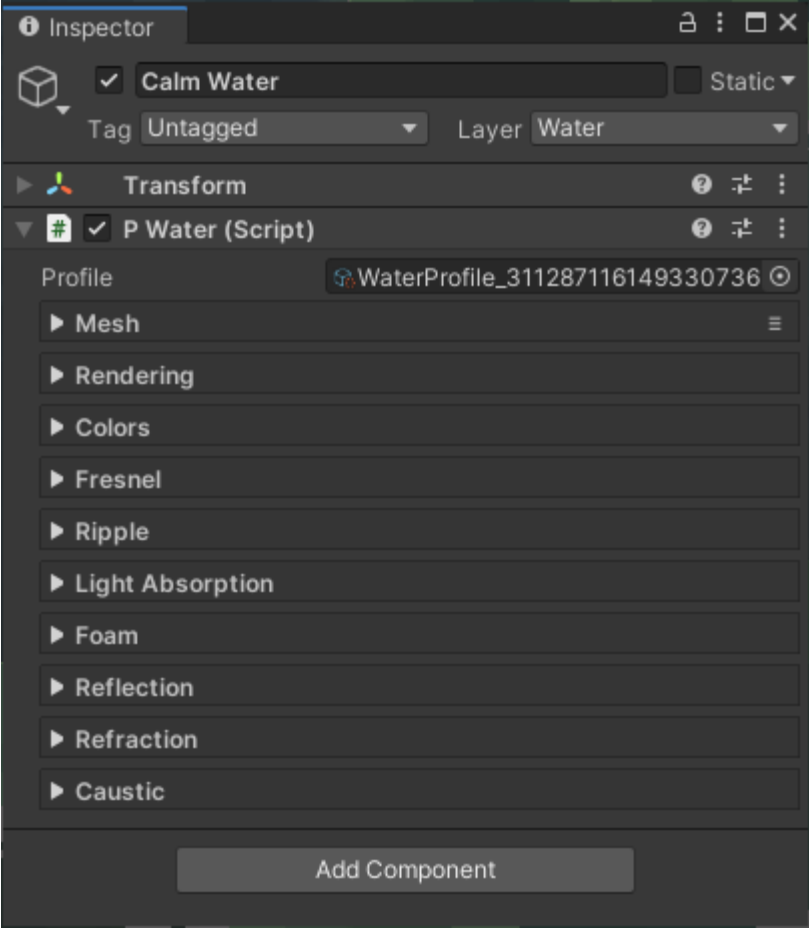 Inspector
Calm Water
Static
Tag Untagged Layer Water
Transform
# P Water (Script)
Profile WaterProfile_311287116149330736
Mesh
Rendering
Colors
Fresnel
Ripple
Light Absorption
Foam
Reflection
Refraction
Caustic
Add Component